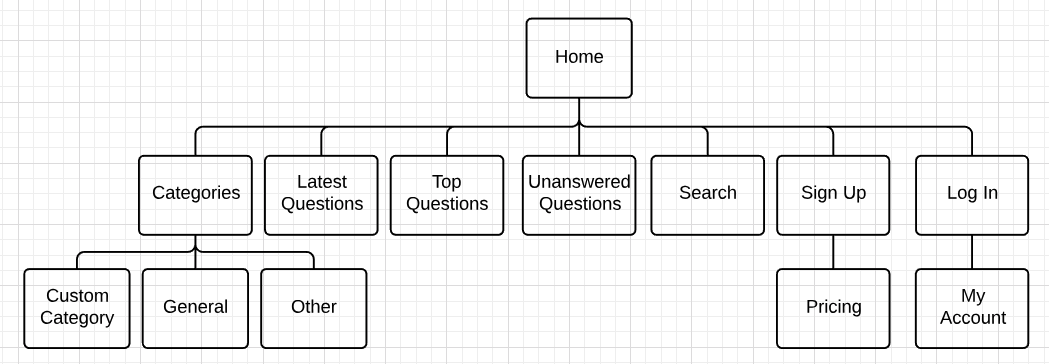 Home
Categories
Latest
Questions
Top
Questions
Unanswered
Questions
Search
Sign Up
Log In
Custom
Category
General
Other
Pricing
My
Account